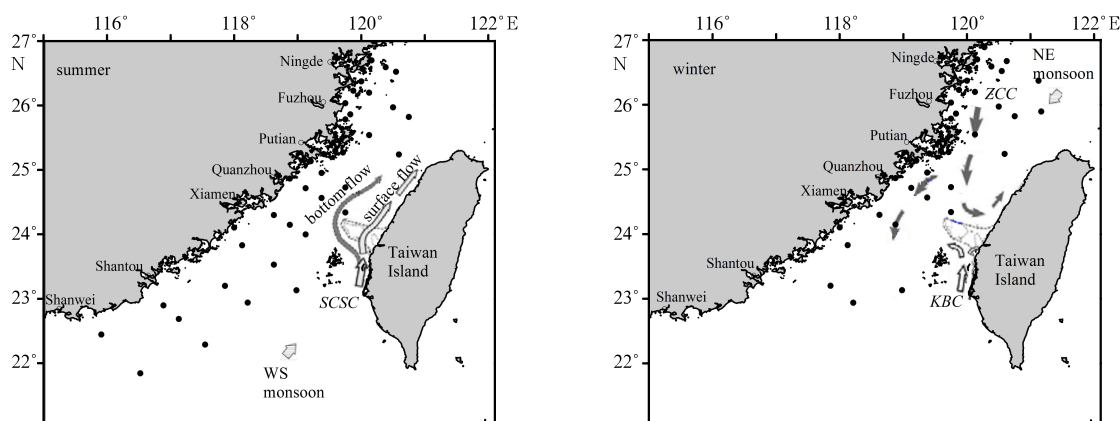 116° 118° 120° 122°E
27°
N
26°
25°
24°
23°
22°
summer
Ningde
Fuzhou
Putian
Quanzhou
Xiamen
Shantou
Shanwei
bottom flow
surface flow
Taiwan
Island
SCSC
WS
monsoon
116° 118° 120° 122°E
27°
N
26°
25°
24°
23°
22°
winter
Ningde
Fuzhou
Putian
Quanzhou
Xiamen
Shantou
Shanwei
NE
monsoon
ZCC
Taiwan
Island
KBC